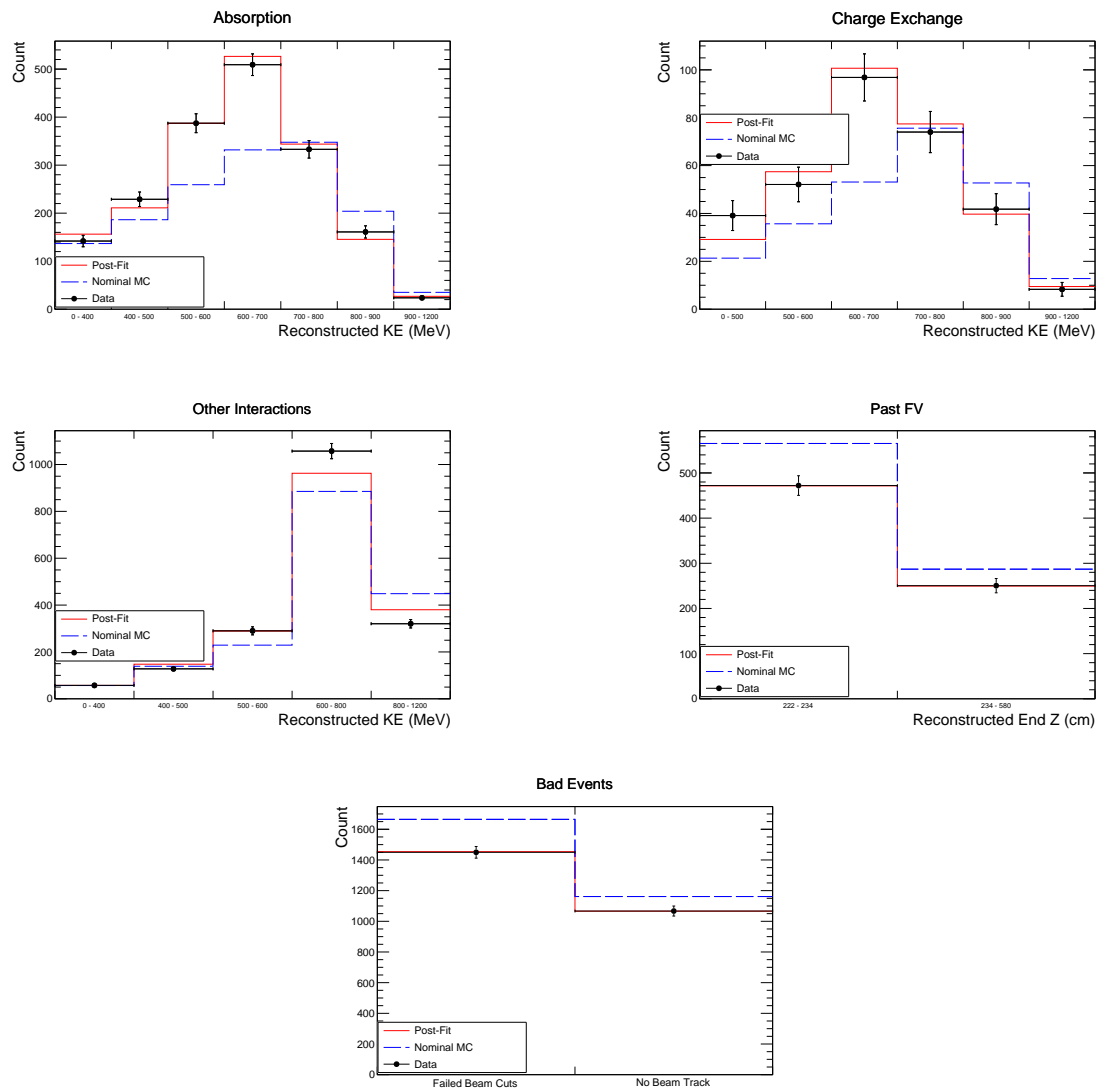 Absorption
Count
500
400
300
200
100
0
Post-Fit
Nominal MC
Data
0 - 400
400 - 500
500 - 600
600 - 700
700 - 800
800 - 900
900 - 1200
Reconstructed KE (MeV)
Charge Exchange
Count
100
80
60
40
20
0
Post-Fit
Nominal MC
Data
0 - 500
500 - 600
600 - 700
700 - 800
800 - 900
900 - 1200
Reconstructed KE (MeV)
Other Interactions
Count
1000
800
600
400
200
0
Post-Fit
Nominal MC
Data
0 - 400
400 - 500
500 - 600
600 - 800
800 - 1200
Reconstructed KE (MeV)
Past FV
Count
500
400
300
200
100
0
Post-Fit
Nominal MC
Data
222 - 234
234 - 580
Reconstructed End Z (cm)
Bad Events
Count
1600
1400
1200
1000
800
600
400
200
0
Post-Fit
Nominal MC
Data
Failed Beam Cuts
No Beam Track